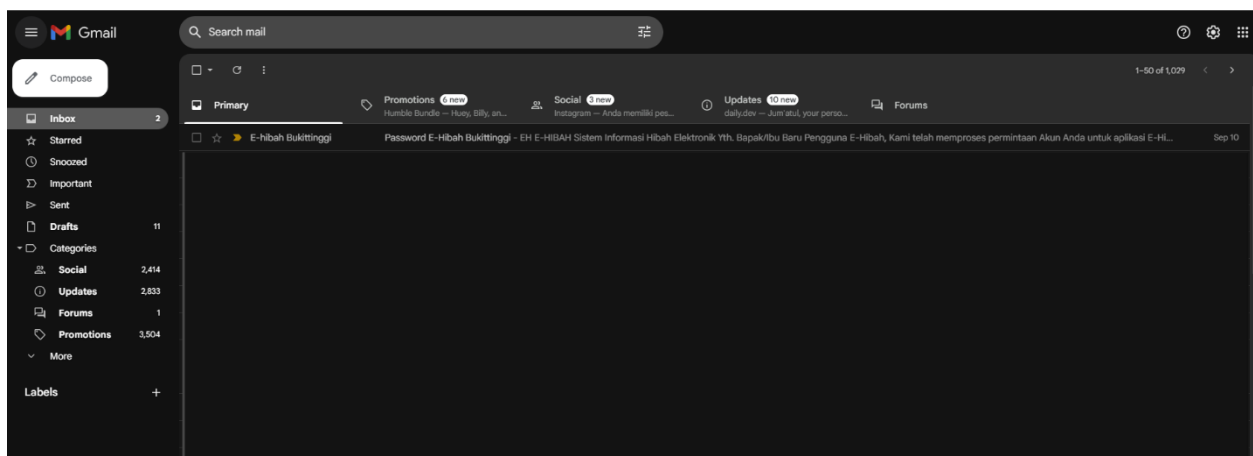 Gmail
Search mail
Compose
1–50 of 1,029
Primary
Promotions 6 new
Humble Bundle — Huey, Billy, an...
Social 3 new
Instagram — Anda memiliki pes...
Updates 10 new
daily.dev — Jum'atul, your perso...
Forums
Inbox 2
E-hibah Bukittinggi Password E-Hibah Bukittinggi - EH E-HIBAH Sistem Informasi Hibah Elektronik Yth. Bapak/Ibu Baru Pengguna E-Hibah, Kami telah memproses permintaan Akun Anda untuk aplikasi E-Hi... Sep 10
Starred
Snoozed
Important
Sent
Drafts 11
Categories
Social 2,414
Updates 2,833
Forums 1
Promotions 3,504
More
Labels